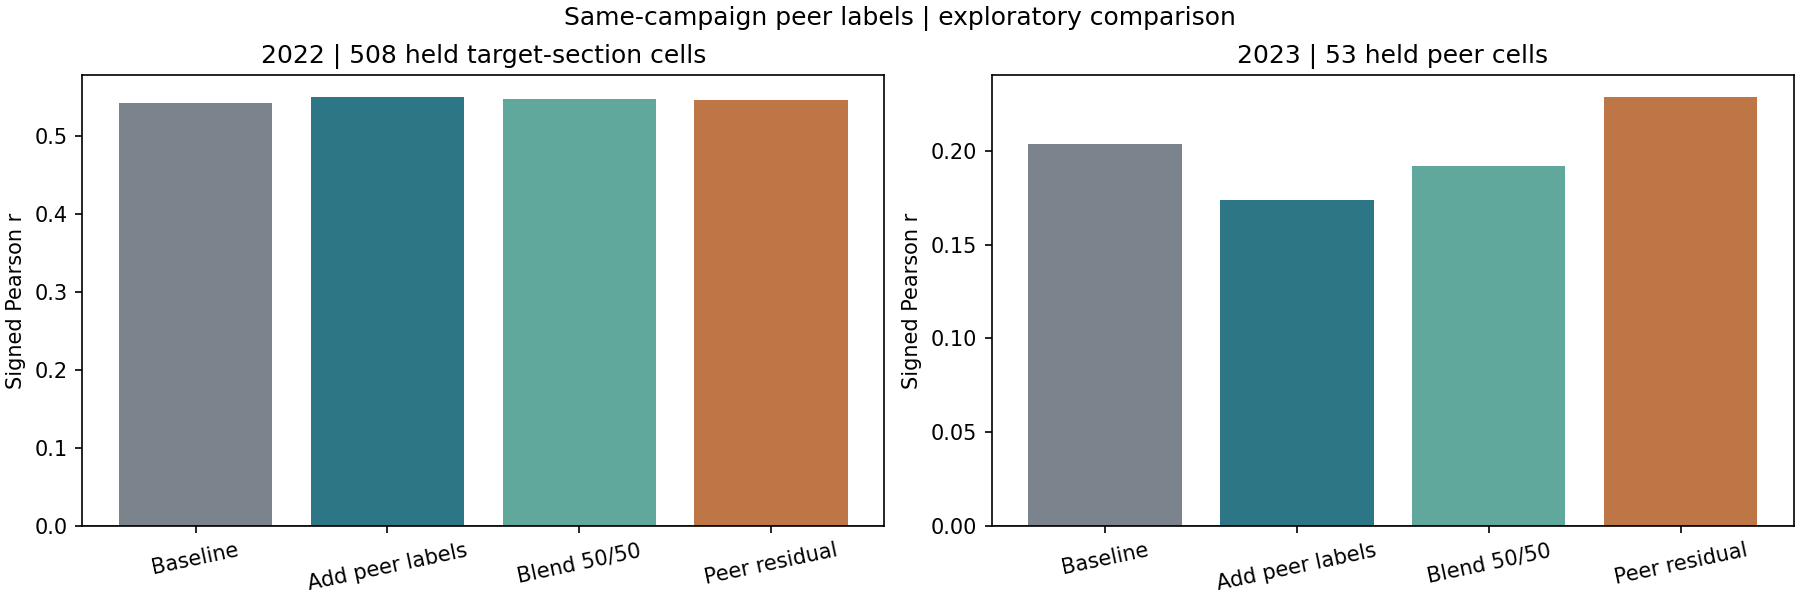 Same-campaign peer labels | exploratory comparison
2022 | 508 held target-section cells
Signed Pearson r
0.5
0.4
0.3
0.2
0.1
0.0
Baseline
Add peer labels
Blend 50/50
Peer residual
2023 | 53 held peer cells
Signed Pearson r
0.20
0.15
0.10
0.05
0.00
Baseline
Add peer labels
Blend 50/50
Peer residual